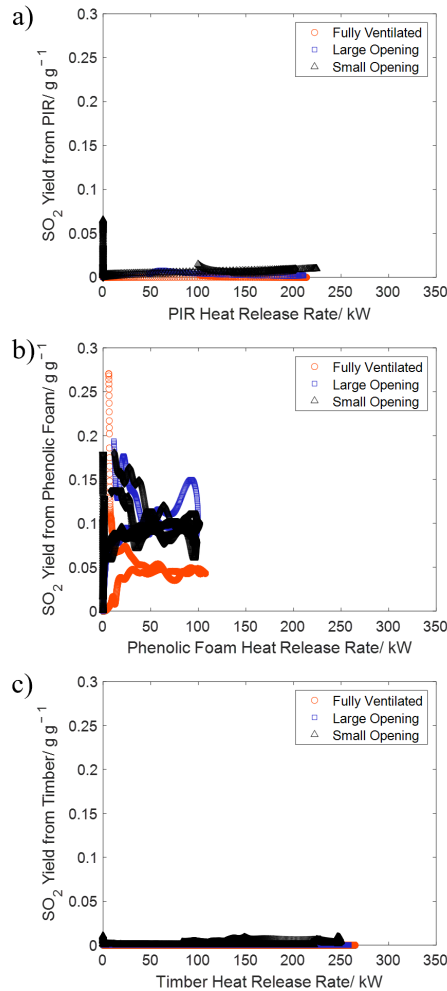 a)
0.3
0.25
0.2
0.15
0.1
0.05
0
SO₂ Yield from PIR/ g g⁻¹
Fully Ventilated
Large Opening
Small Opening
0 50 100 150 200 250 300 350
PIR Heat Release Rate/ kW
b)
0.3
0.25
0.2
0.15
0.1
0.05
0
SO₂ Yield from Phenolic Foam/ g g⁻¹
Fully Ventilated
Large Opening
Small Opening
0 50 100 150 200 250 300 350
Phenolic Foam Heat Release Rate/ kW
c)
0.3
0.25
0.2
0.15
0.1
0.05
0
SO₂ Yield from Timber/ g g⁻¹
Fully Ventilated
Large Opening
Small Opening
0 50 100 150 200 250 300 350
Timber Heat Release Rate/ kW